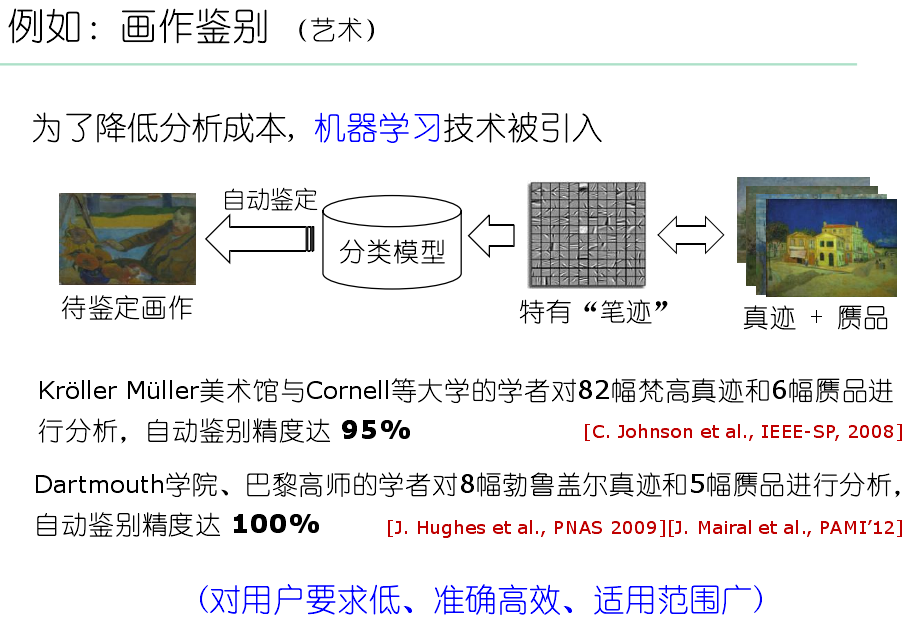 例如：画作鉴别 （艺术）
为了降低分析成本, 机器学习技术被引入
自动鉴定
分类模型
待鉴定画作
特有“笔迹”
真迹 + 赝品
Kröller Müller美术馆与Cornell等大学的学者对82幅梵高真迹和6幅赝品进
行分析，自动鉴别精度达 95%
[C. Johnson et al., IEEE-SP, 2008]
Dartmouth学院、巴黎高师的学者对8幅勃鲁盖尔真迹和5幅赝品进行分析，
自动鉴别精度达 100%
[J. Hughes et al., PNAS 2009][J. Mairal et al., PAMI’12]
（对用户要求低、准确高效、适用范围广）